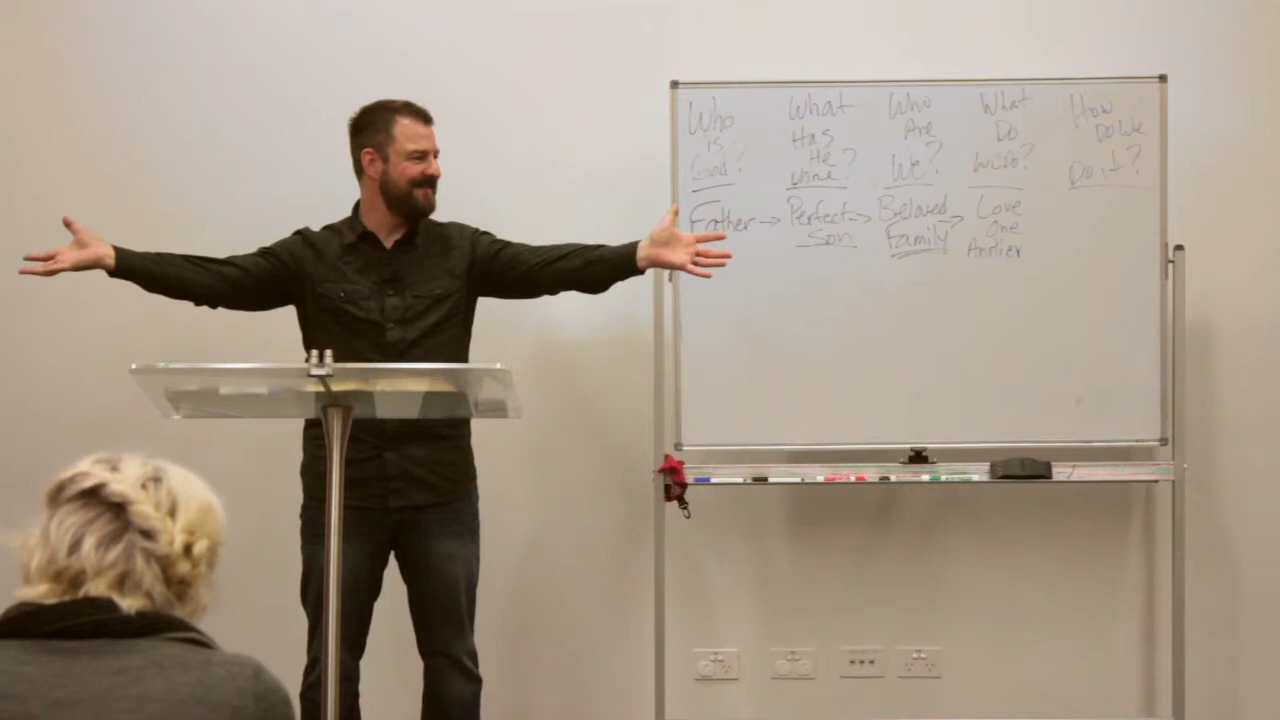 Who
is
God?
Father →
What
Has
He
Done?
Perfect →
Son
Who
Are
We?
Beloved →
Family
What
Do
We Do?
Love
One
Another
How
Do We
Do it?